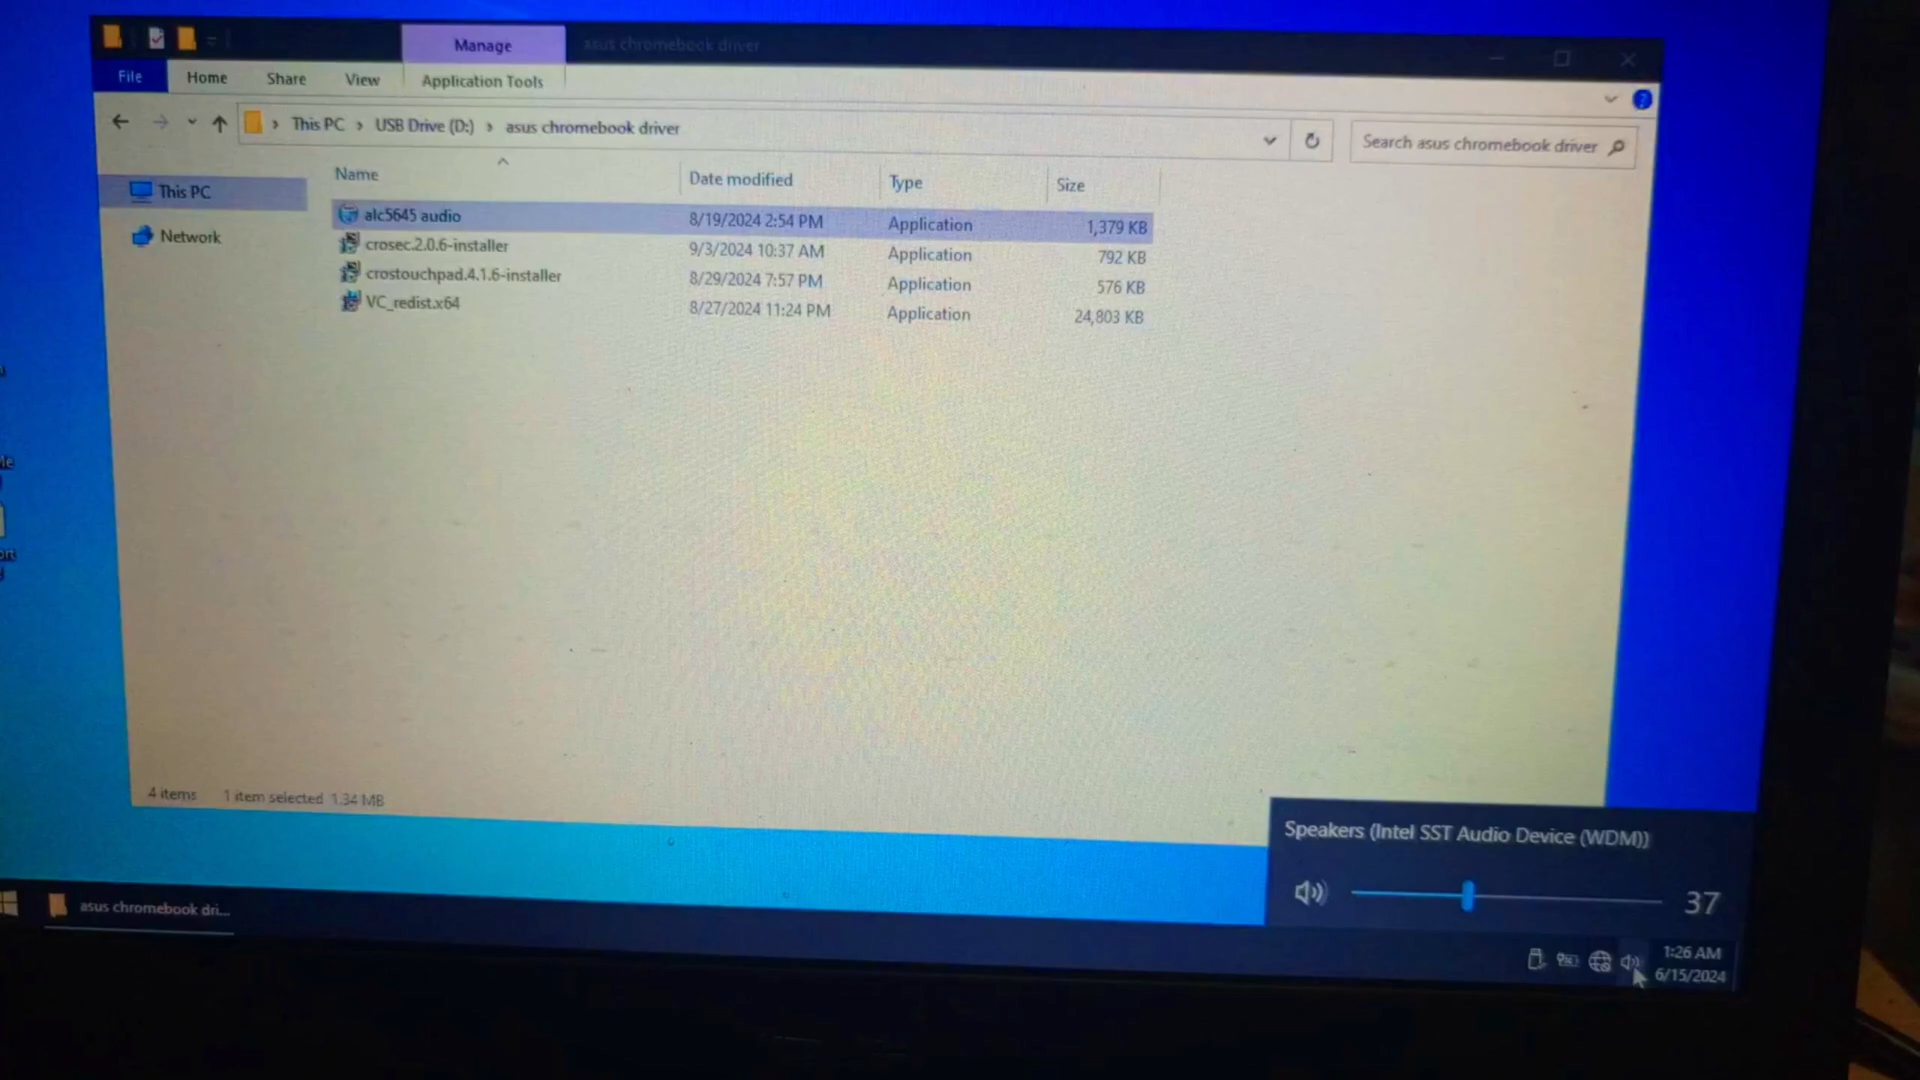 Manage
asus chromebook driver
File
Home
Share
View
Application Tools
This PC › USB Drive (D:) › asus chromebook driver
Search asus chromebook driver
This PC
Network
Name Date modified Type Size
alc5645 audio 8/19/2024 2:54 PM Application 1,379 KB
crosec.2.0.6-installer 9/3/2024 10:37 AM Application 792 KB
crostouchpad.4.1.6-installer 8/29/2024 7:57 PM Application 576 KB
VC_redist.x64 8/27/2024 11:24 PM Application 24,803 KB
4 items 1 item selected 1.34 MB
Speakers (Intel SST Audio Device (WDM))
37
asus chromebook dri...
1:26 AM
6/15/2024